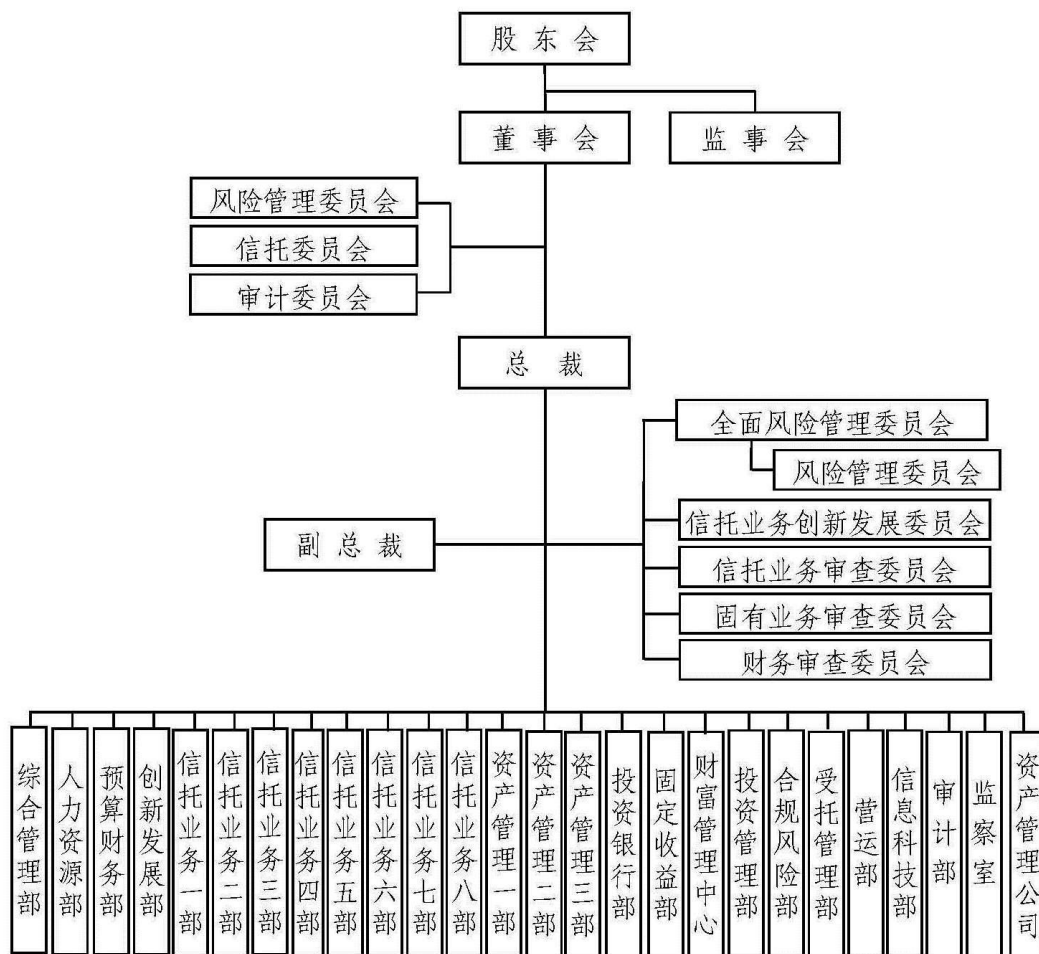 股东会
董事会
监事会
风险管理委员会
信托委员会
审计委员会
总裁
全面风险管理委员会
风险管理委员会
副总裁
信托业务创新发展委员会
信托业务审查委员会
固有业务审查委员会
财务审查委员会
综合管理部
人力资源部
预算财务部
创新发展部
信托业务一部
信托业务二部
信托业务三部
信托业务四部
信托业务五部
信托业务六部
信托业务七部
信托业务八部
资产管理一部
资产管理二部
资产管理三部
投资银行部
固定收益部
财富管理中心
投资管理部
合规风险部
受托管理部
营运部
信息科技部
审计部
监察室
资产管理公司